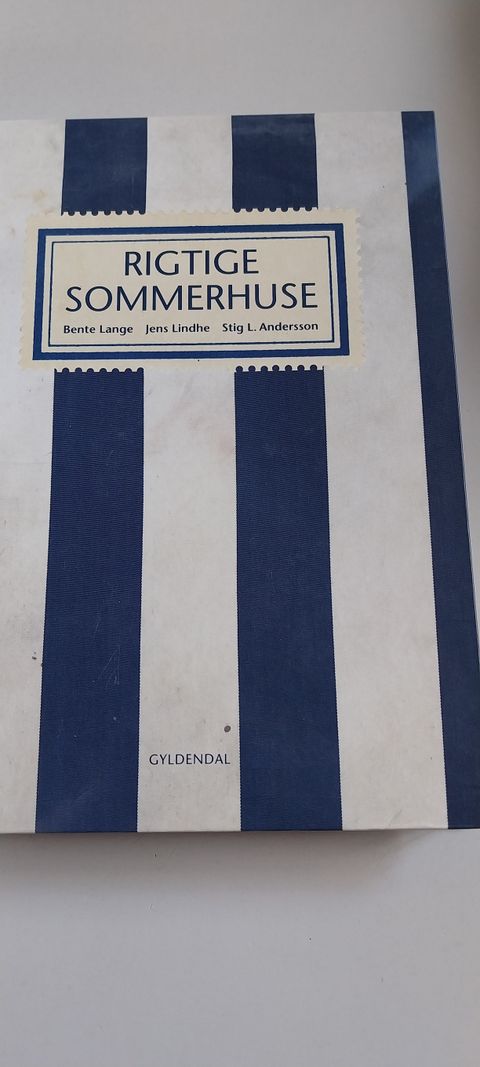 RIGTIGE
SOMMERHUSE
Bente Lange Jens Lindhe Stig L. Andersson
GYLDENDAL